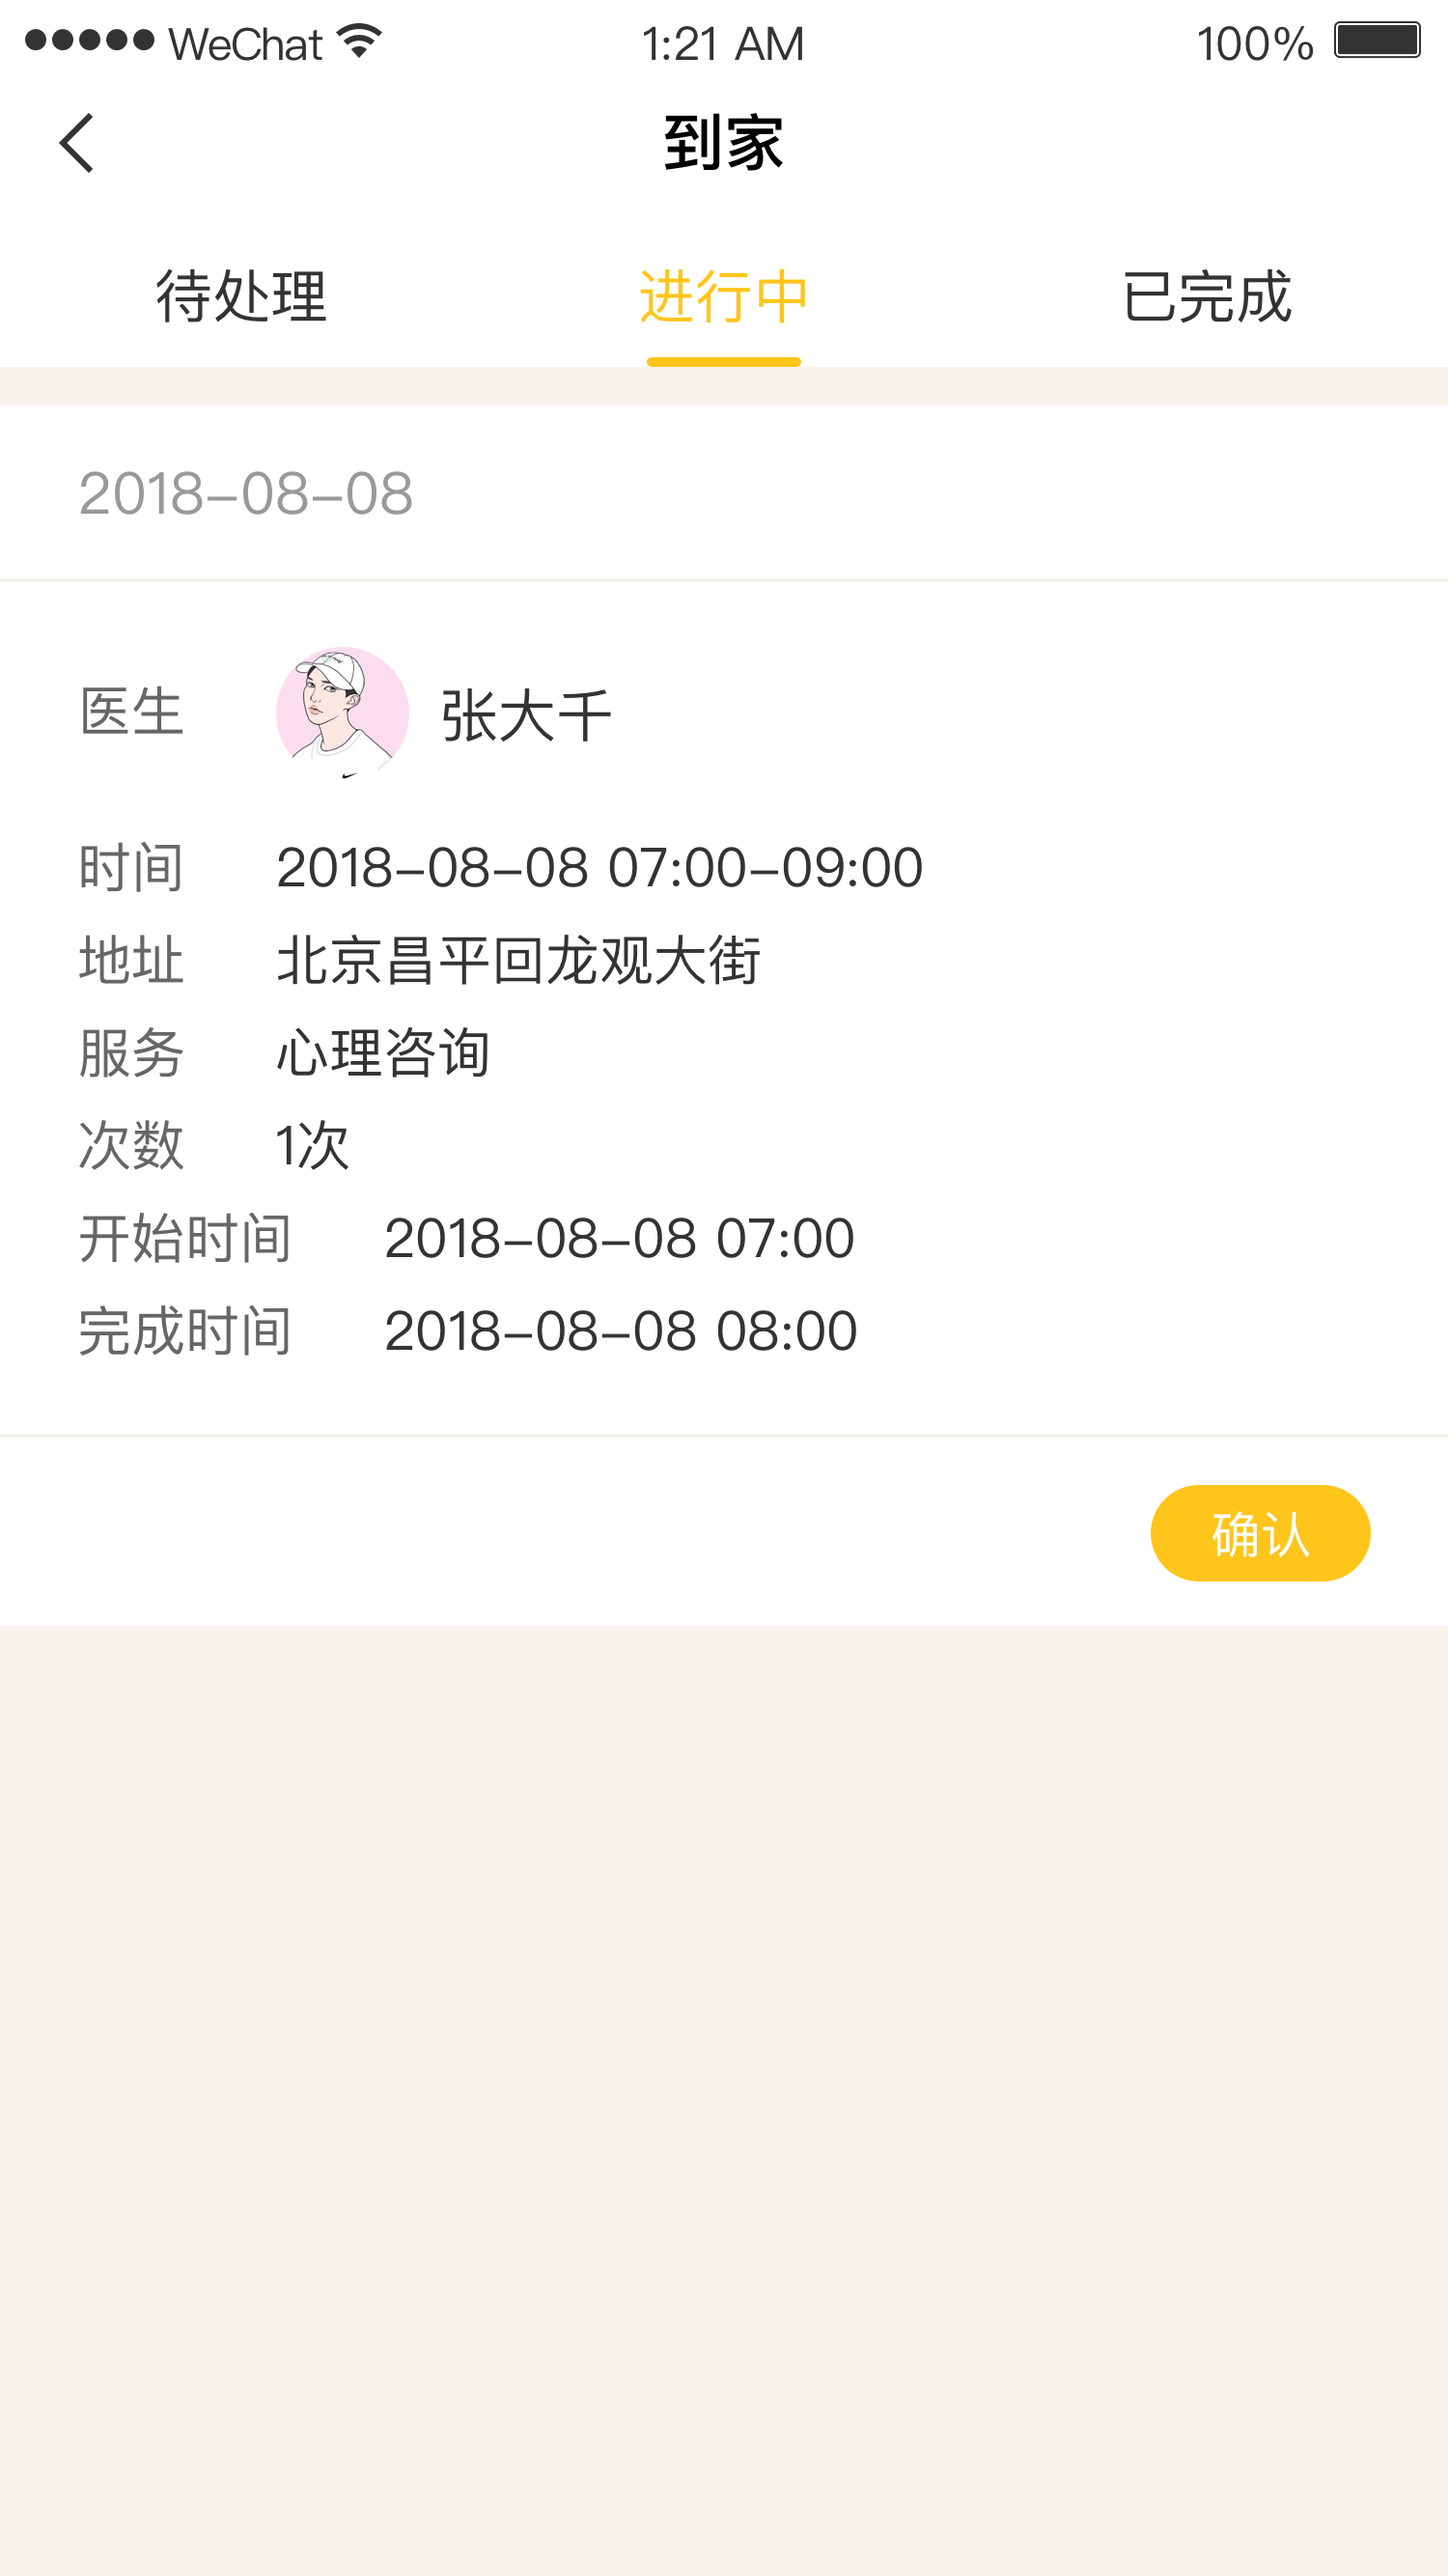 WeChat 1:21 AM 100%
到家
待处理 进行中 已完成
2018-08-08
医生 张大千
时间 2018-08-08 07:00-09:00
地址 北京昌平回龙观大街
服务 心理咨询
次数 1次
开始时间 2018-08-08 07:00
完成时间 2018-08-08 08:00
确认